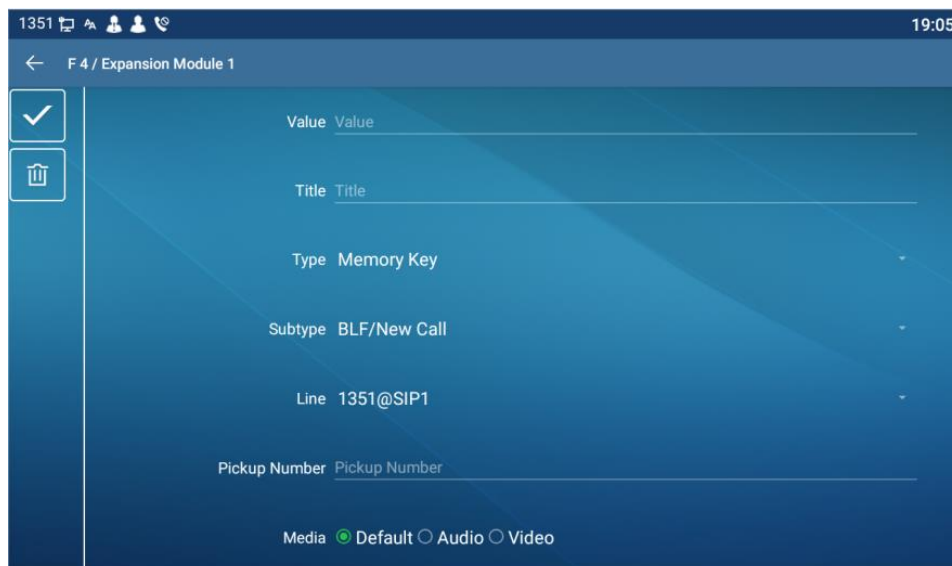 1351 19:05
F 4 / Expansion Module 1
Value Value
Title Title
Type Memory Key
Subtype BLF/New Call
Line 1351@SIP1
Pickup Number Pickup Number
Media Default Audio Video